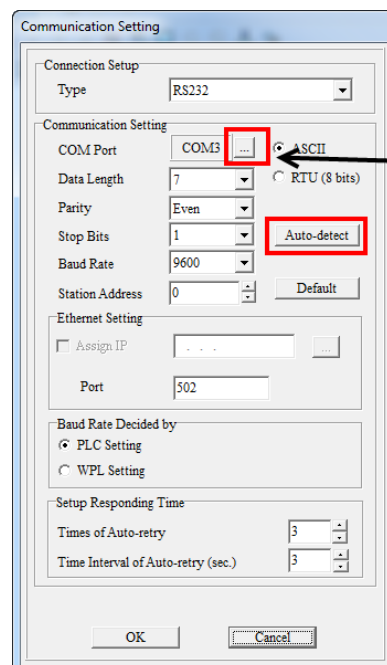 Communication Setting
Connection Setup
Type RS232
Communication Setting
COM Port COM3 ... ASCII
Data Length 7 RTU (8 bits)
Parity Even
Stop Bits 1 Auto-detect
Baud Rate 9600
Station Address 0 Default
Ethernet Setting
Assign IP . . . ...
Port 502
Baud Rate Decided by
PLC Setting
WPL Setting
Setup Responding Time
Times of Auto-retry 3
Time Interval of Auto-retry (sec.) 3
OK Cancel